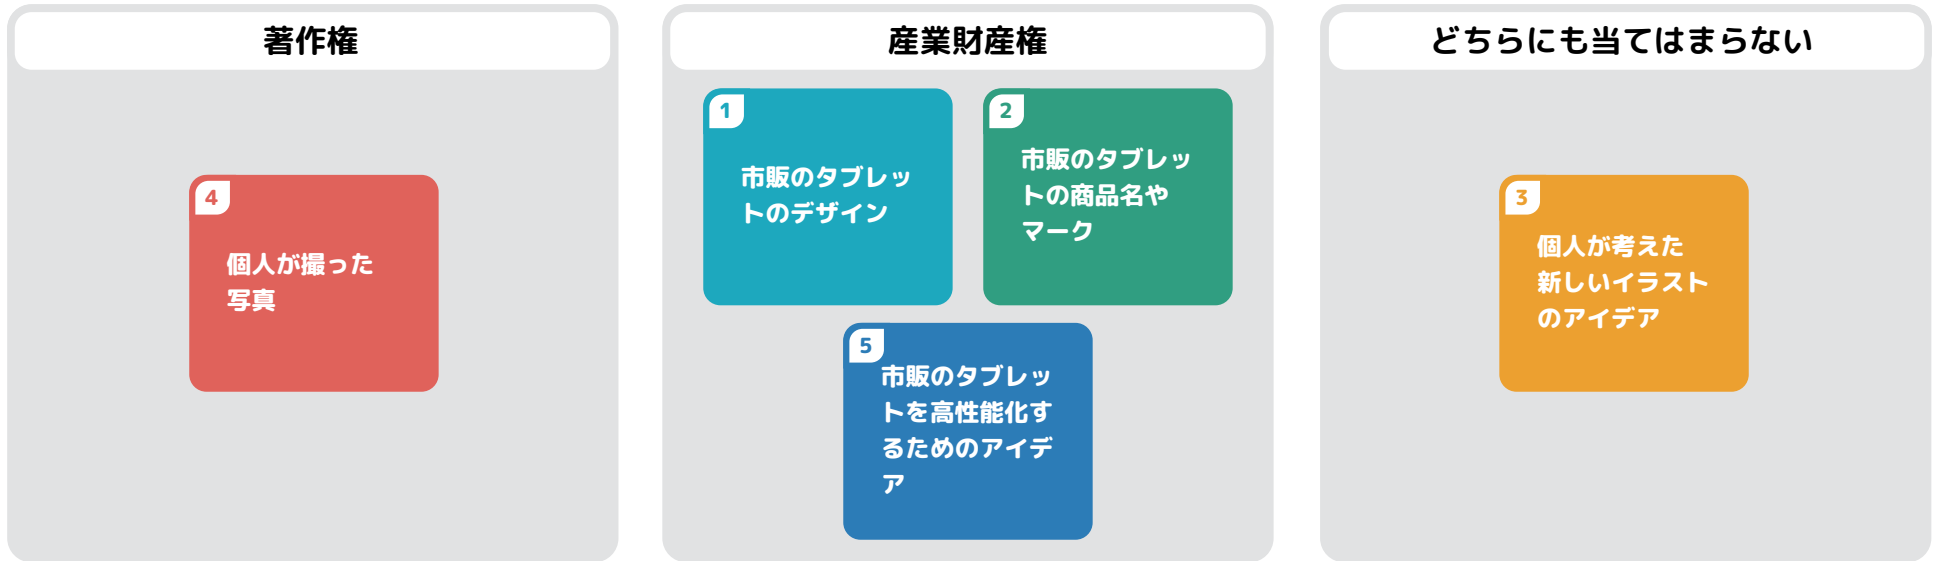 著作権
4
個人が撮った
写真
産業財産権
1
市販のタブレッ
トのデザイン
2
市販のタブレッ
トの商品名や
マーク
5
市販のタブレッ
トを高性能化す
るためのアイデ
ア
どちらにも当てはまらない
3
個人が考えた
新しいイラスト
のアイデア